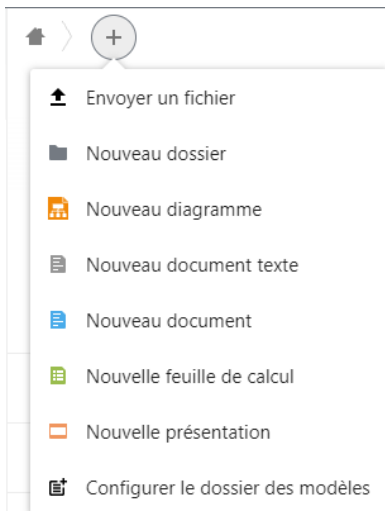 Envoyer un fichier
Nouveau dossier
Nouveau diagramme
Nouveau document texte
Nouveau document
Nouvelle feuille de calcul
Nouvelle présentation
Configurer le dossier des modèles